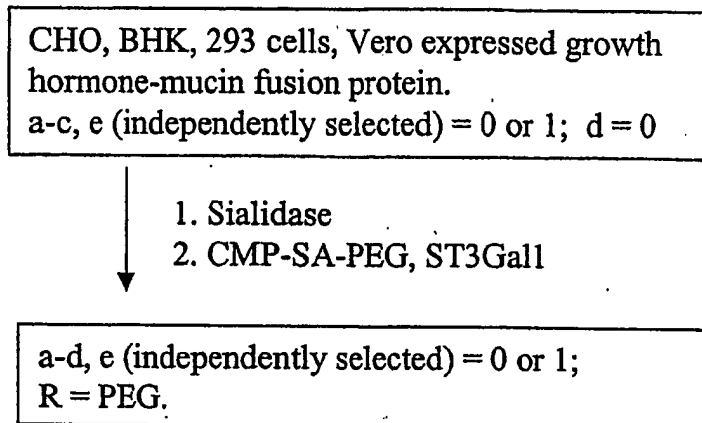 CHO, BHK, 293 cells, Vero expressed growth
hormone-mucin fusion protein.
a-c, e (independently selected) = 0 or 1; d = 0
1. Sialidase
2. CMP-SA-PEG, ST3Gal1
a-d, e (independently selected) = 0 or 1;
R = PEG.